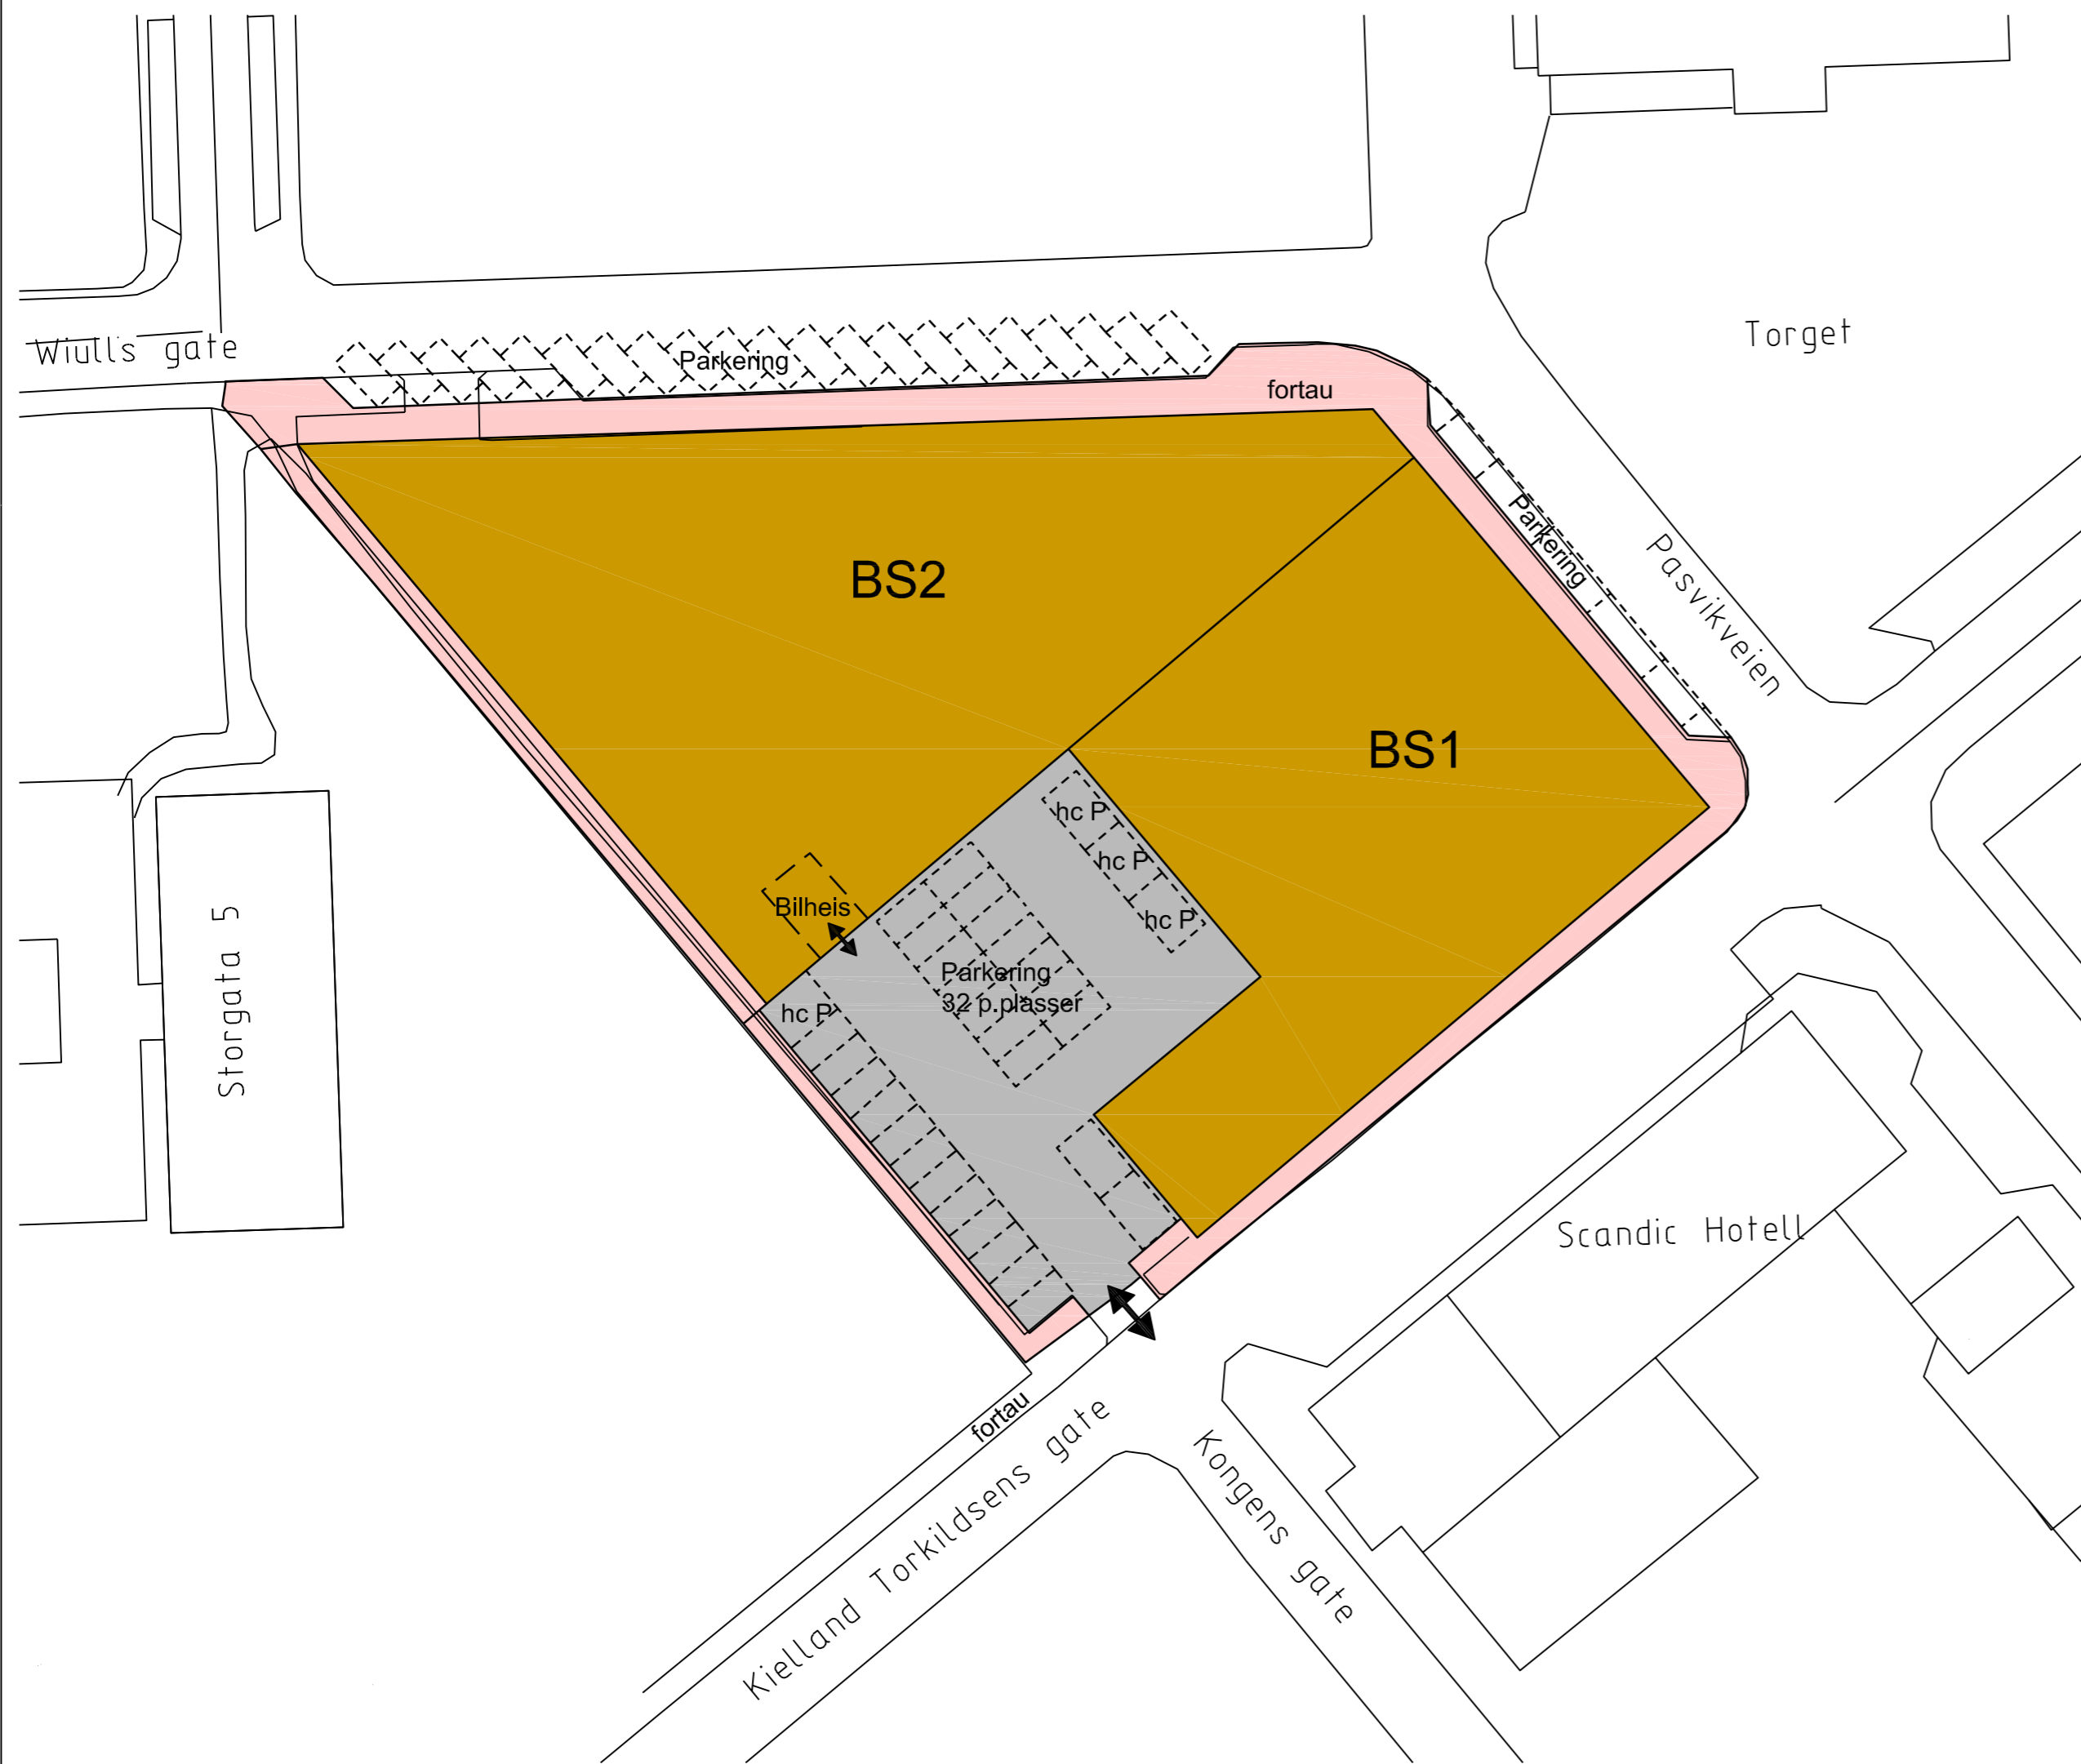 Torget
Wiulls gate
Parkering
fortau
Parkering
BS2
Pasvikveien
BS1
hc P
hc P
Bilheis
hc P
Storgata 5
Parkering
32 p.plasser
hc P
Scandic Hotell
fortau
Kielland Torkildsens gate
Kongens gate